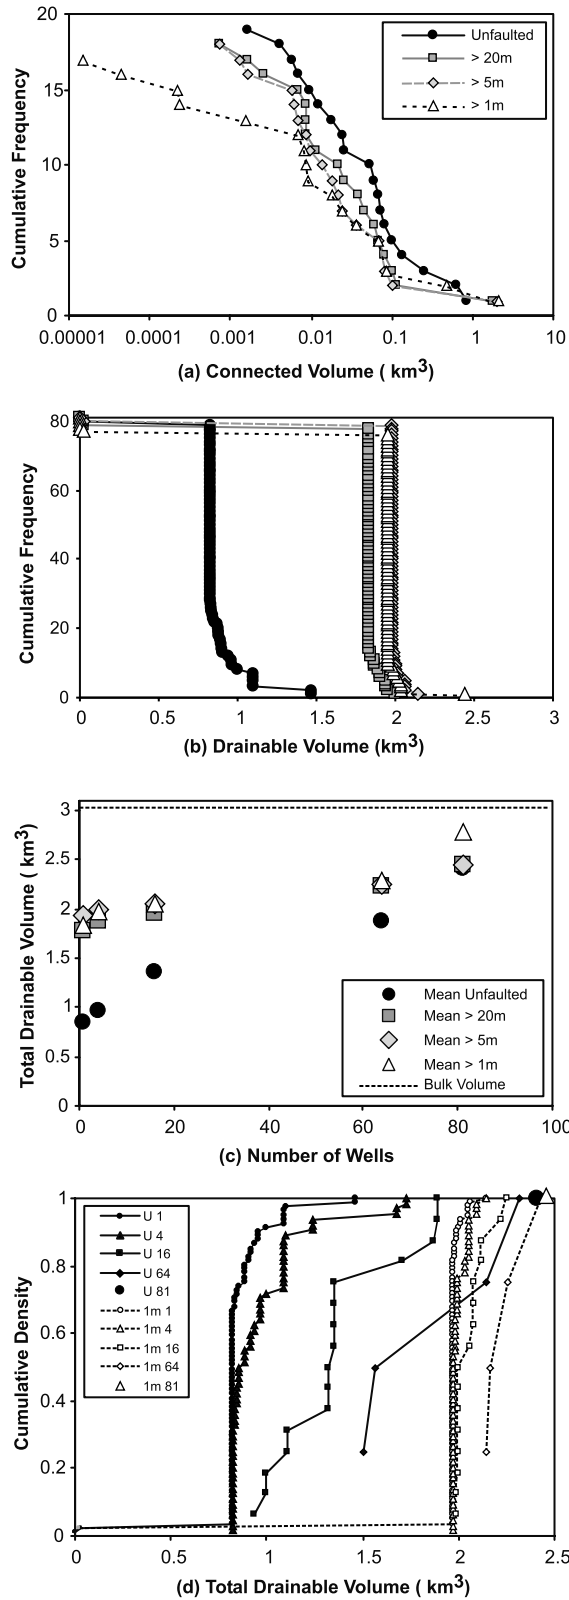 20
15
10
5
0
Cumulative Frequency
Unfaulted
> 20m
> 5m
> 1m
0.00001 0.0001 0.001 0.01 0.1 1 10
(a) Connected Volume ( km3)
80
60
40
20
0
Cumulative Frequency
0 0.5 1 1.5 2 2.5 3
(b) Drainable Volume (km3)
3
2.5
2
1.5
1
0.5
0
Total Drainable Volume ( km3)
Mean Unfaulted
Mean > 20m
Mean > 5m
Mean > 1m
Bulk Volume
0 20 40 60 80 100
(c) Number of Wells
1
0.8
0.6
0.4
0.2
0
Cumulative Density
U 1
U 4
U 16
U 64
U 81
1m 1
1m 4
1m 16
1m 64
1m 81
0 0.5 1 1.5 2 2.5
(d) Total Drainable Volume ( km3)